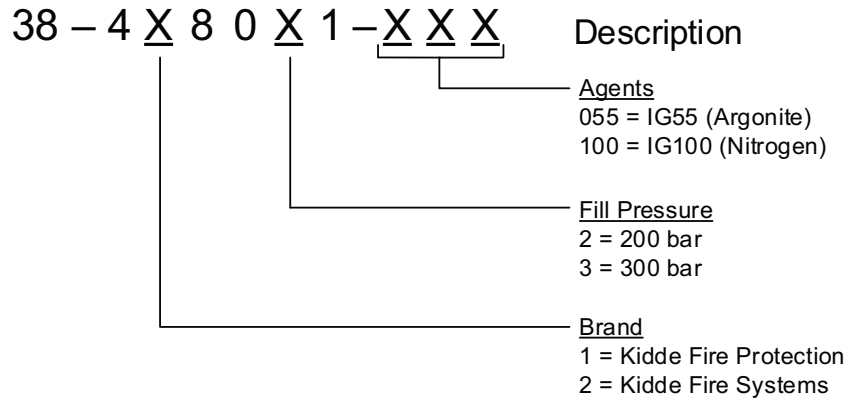 38 – 4 X 8 0 X 1 – X X X Description
Agents
055 = IG55 (Argonite)
100 = IG100 (Nitrogen)
Fill Pressure
2 = 200 bar
3 = 300 bar
Brand
1 = Kidde Fire Protection
2 = Kidde Fire Systems